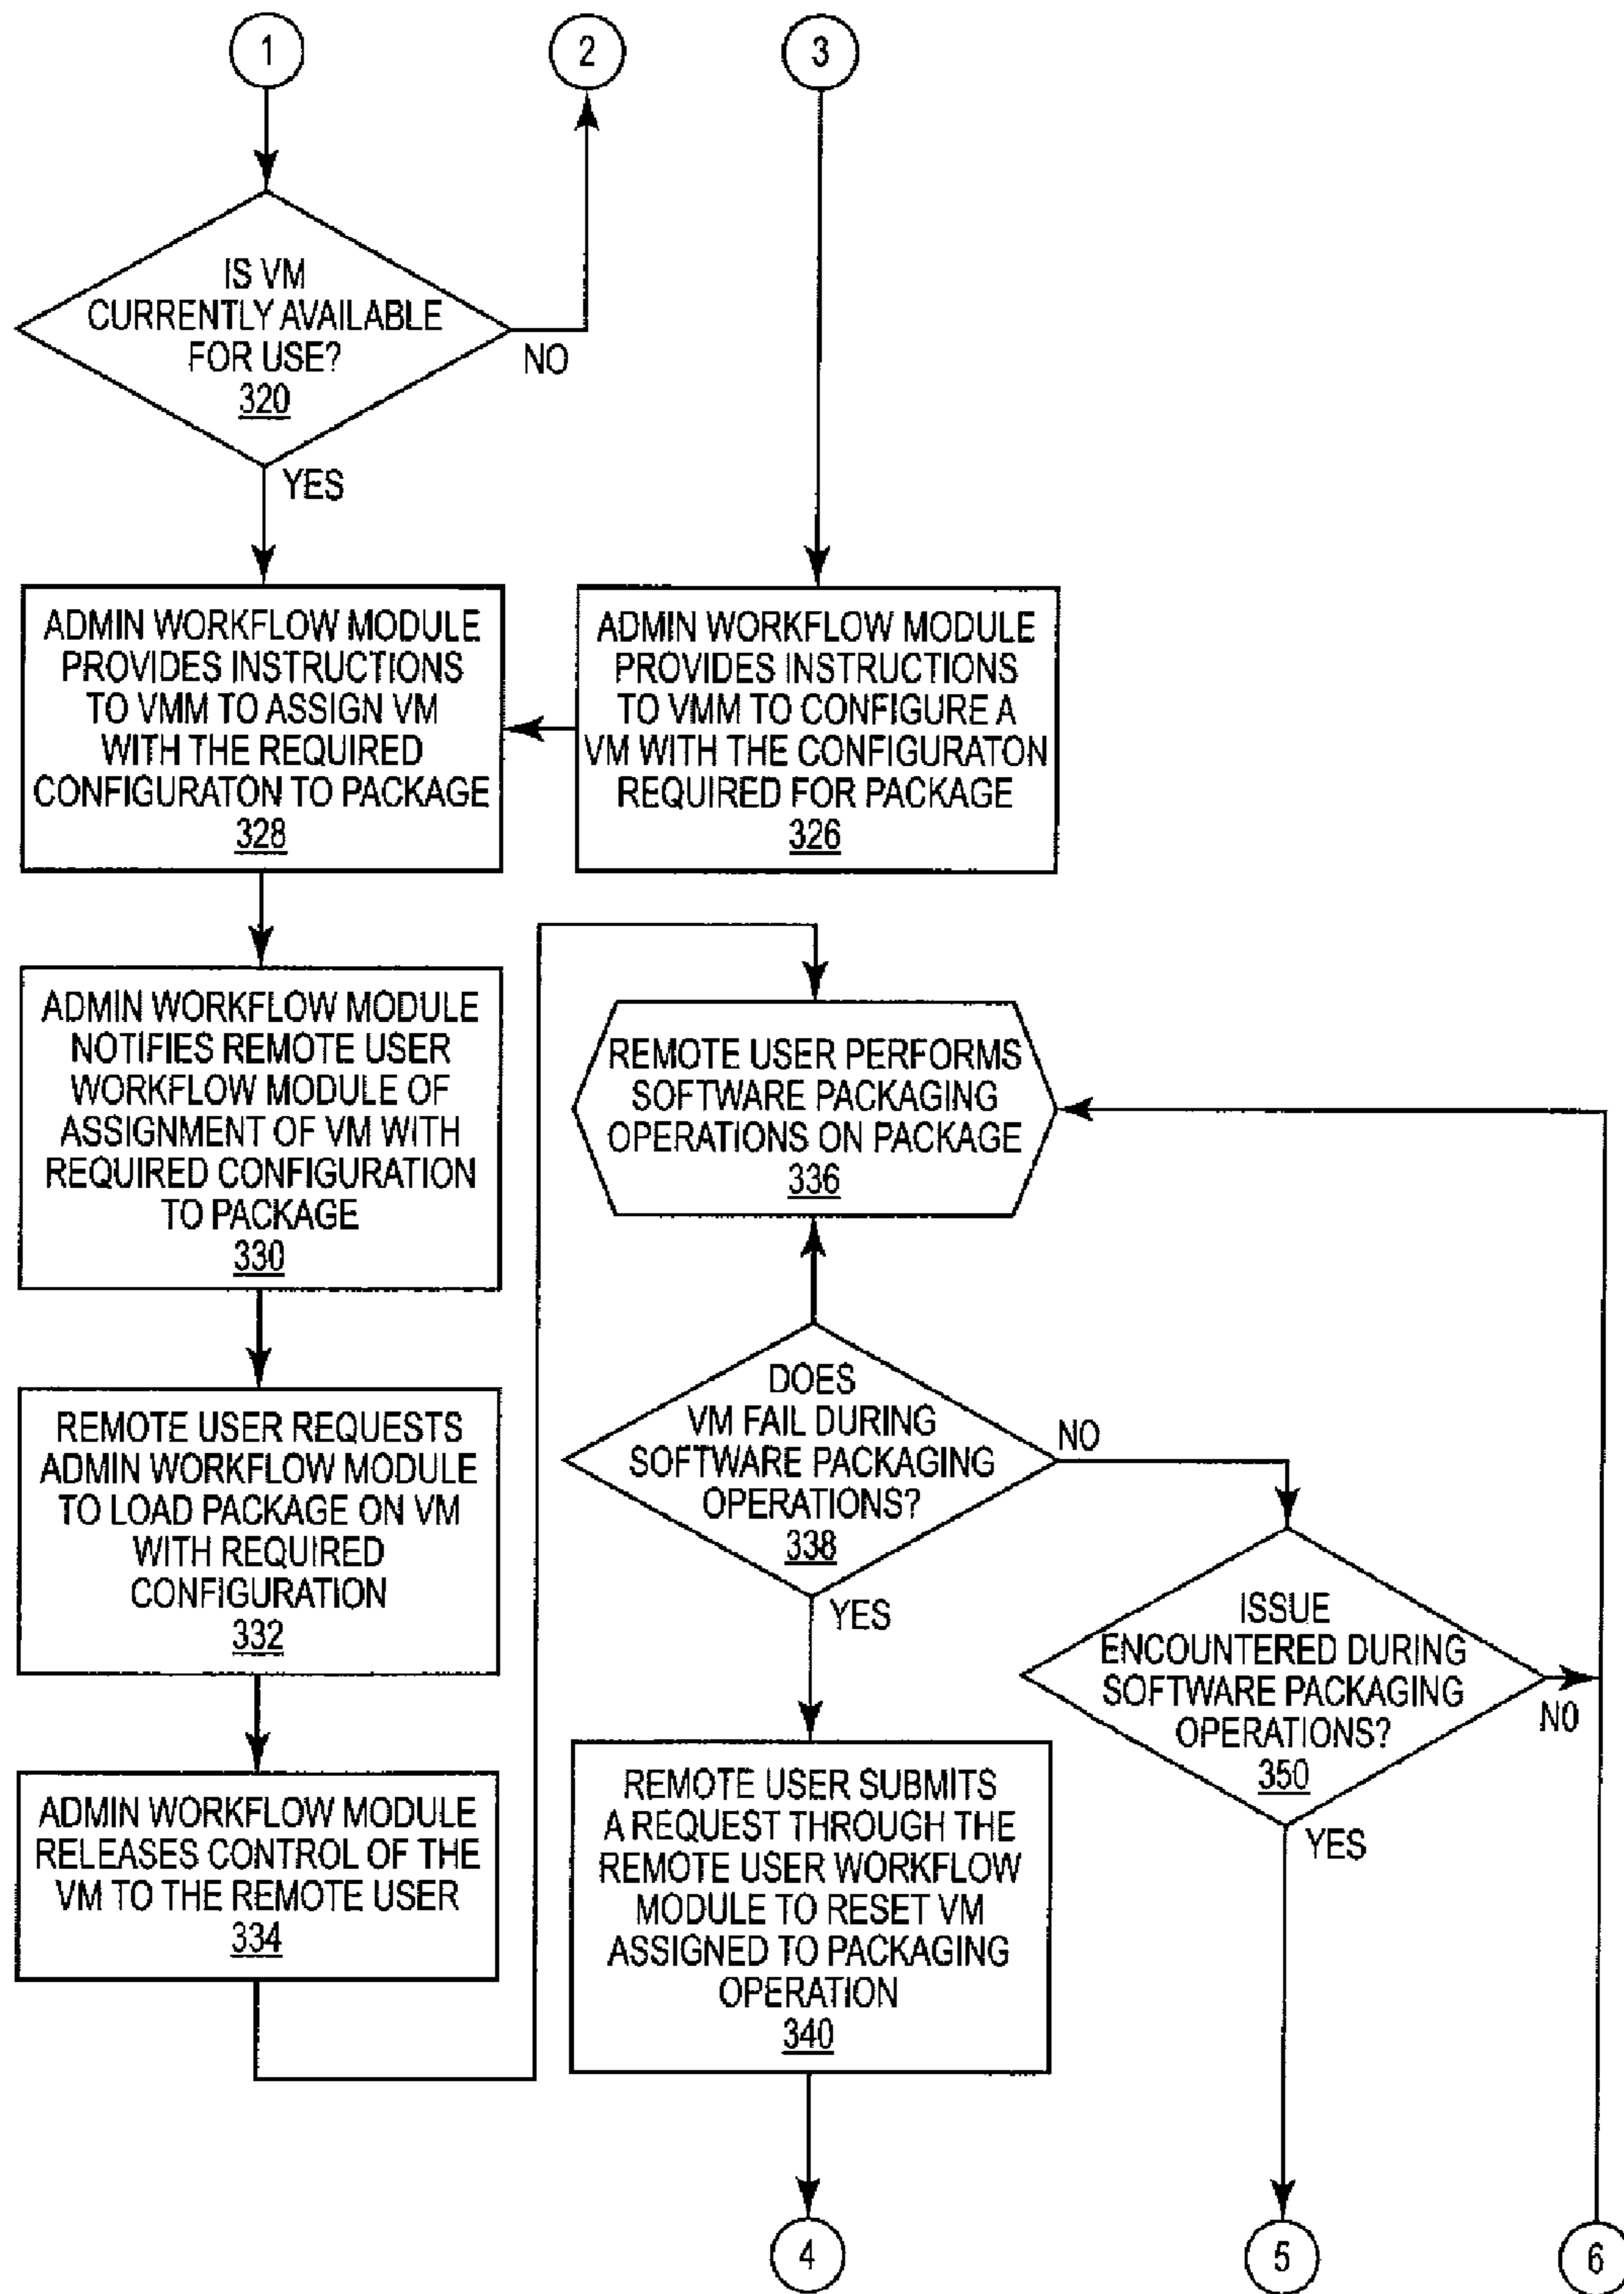 1
2
3
IS VM
CURRENTLY AVAILABLE
FOR USE?
320
NO
YES
ADMIN WORKFLOW MODULE
PROVIDES INSTRUCTIONS
TO VMM TO ASSIGN VM
WITH THE REQUIRED
CONFIGURATON TO PACKAGE
328
ADMIN WORKFLOW MODULE
PROVIDES INSTRUCTIONS
TO VMM TO CONFIGURE A
VM WITH THE CONFIGURATON
REQUIRED FOR PACKAGE
326
ADMIN WORKFLOW MODULE
NOTIFIES REMOTE USER
WORKFLOW MODULE OF
ASSIGNMENT OF VM WITH
REQUIRED CONFIGURATION
TO PACKAGE
330
REMOTE USER REQUESTS
ADMIN WORKFLOW MODULE
TO LOAD PACKAGE ON VM
WITH REQUIRED
CONFIGURATION
332
ADMIN WORKFLOW MODULE
RELEASES CONTROL OF THE
VM TO THE REMOTE USER
334
REMOTE USER PERFORMS
SOFTWARE PACKAGING
OPERATIONS ON PACKAGE
336
DOES
VM FAIL DURING
SOFTWARE PACKAGING
OPERATIONS?
338
NO
YES
ISSUE
ENCOUNTERED DURING
SOFTWARE PACKAGING
OPERATIONS?
350
N0
YES
REMOTE USER SUBMITS
A REQUEST THROUGH THE
REMOTE USER WORKFLOW
MODULE TO RESET VM
ASSIGNED TO PACKAGING
OPERATION
340
4
5
6